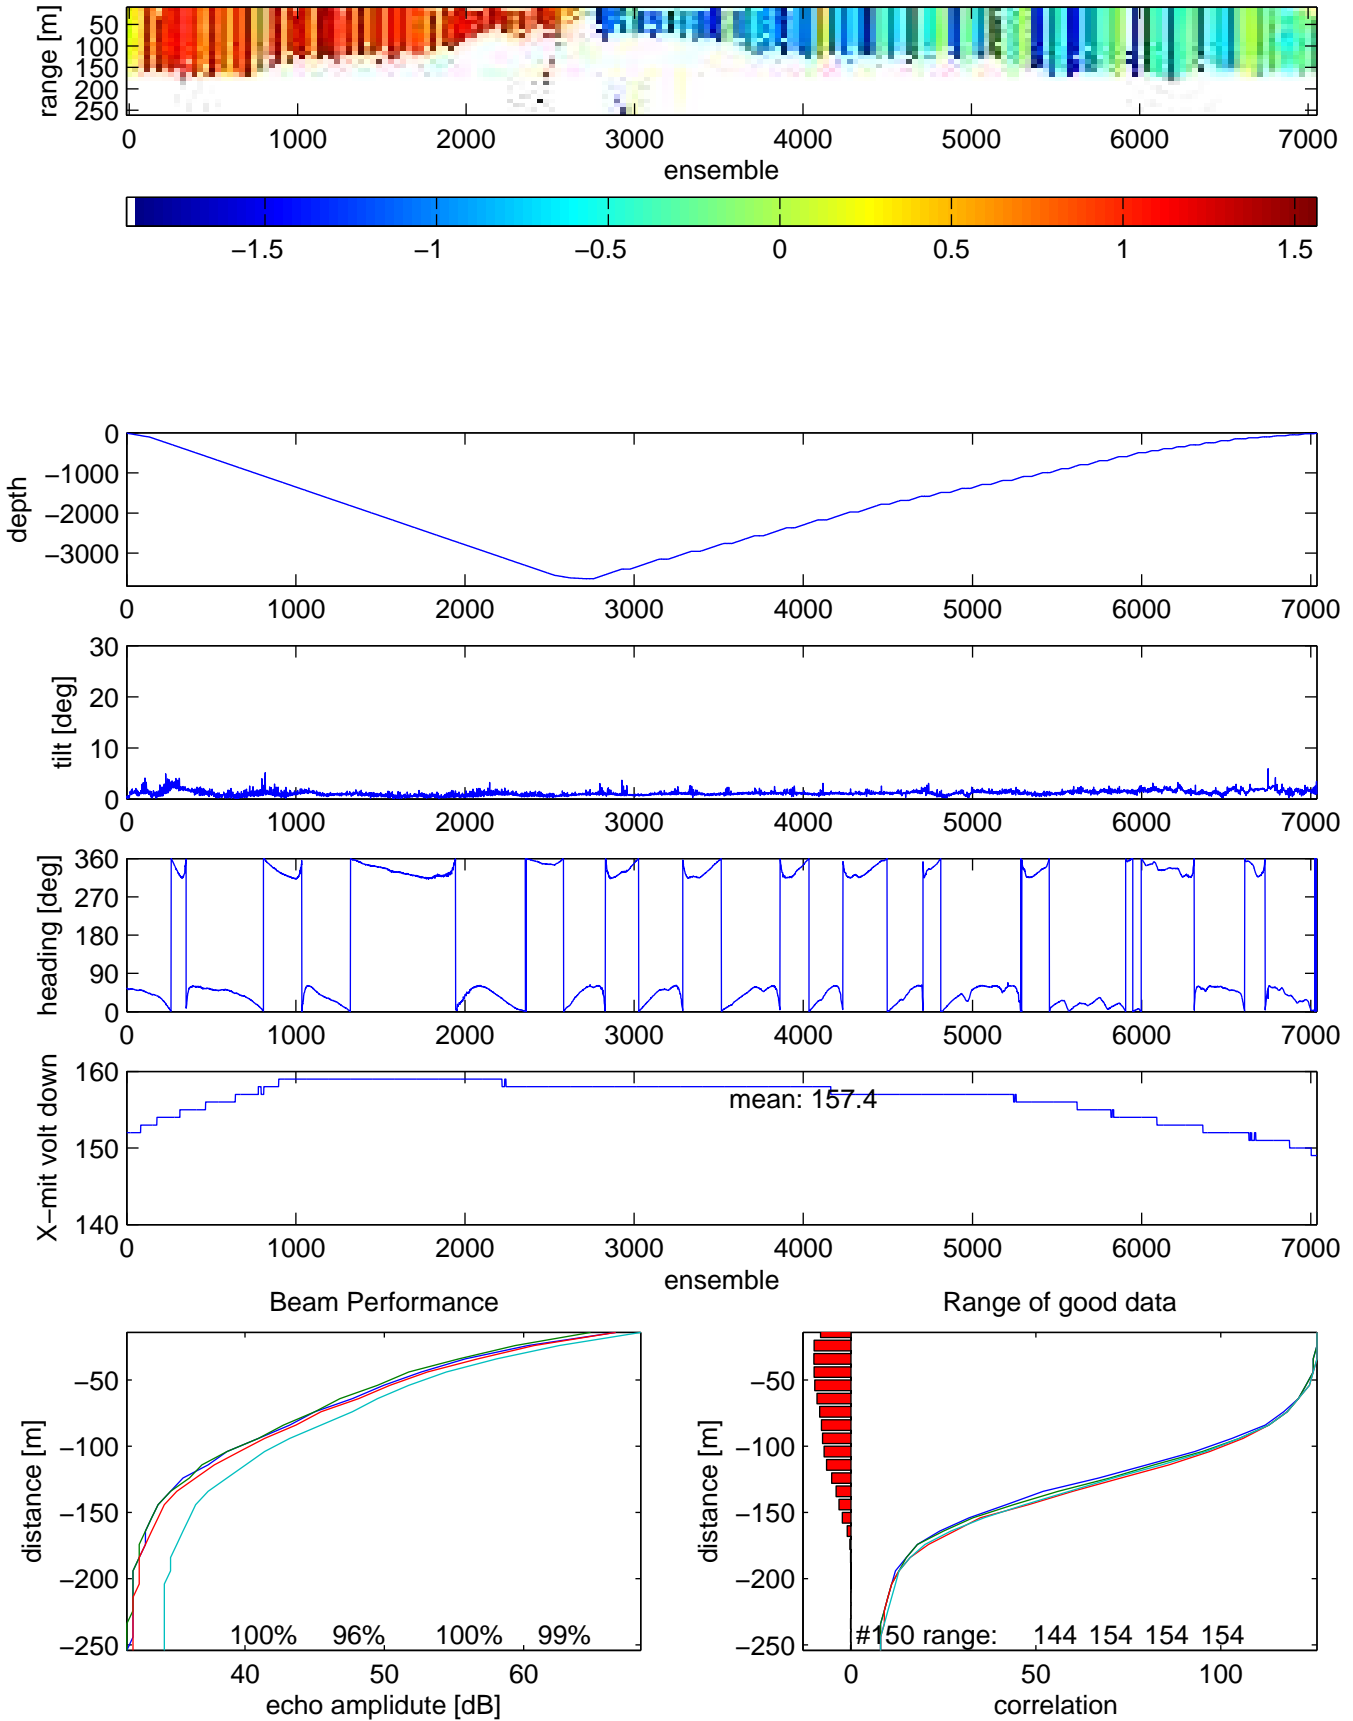 range [m]
50
100
150
200
250
0 1000 2000 3000 4000 5000 6000 7000
ensemble
−1.5 −1 −0.5 0 0.5 1 1.5
depth
0
−1000
−2000
−3000
0 1000 2000 3000 4000 5000 6000 7000
tilt [deg]
30
20
10
0
0 1000 2000 3000 4000 5000 6000 7000
heading [deg]
360
270
180
90
0
0 1000 2000 3000 4000 5000 6000 7000
X−mit volt down
160
150
140
mean: 157.4
0 1000 2000 3000 4000 5000 6000 7000
ensemble
Beam Performance
distance [m]
−50
−100
−150
−200
−250
100% 96% 100% 99%
40 50 60
echo amplidute [dB]
Range of good data
distance [m]
−50
−100
−150
−200
−250
#150 range: 144 154 154 154
0 50 100
correlation